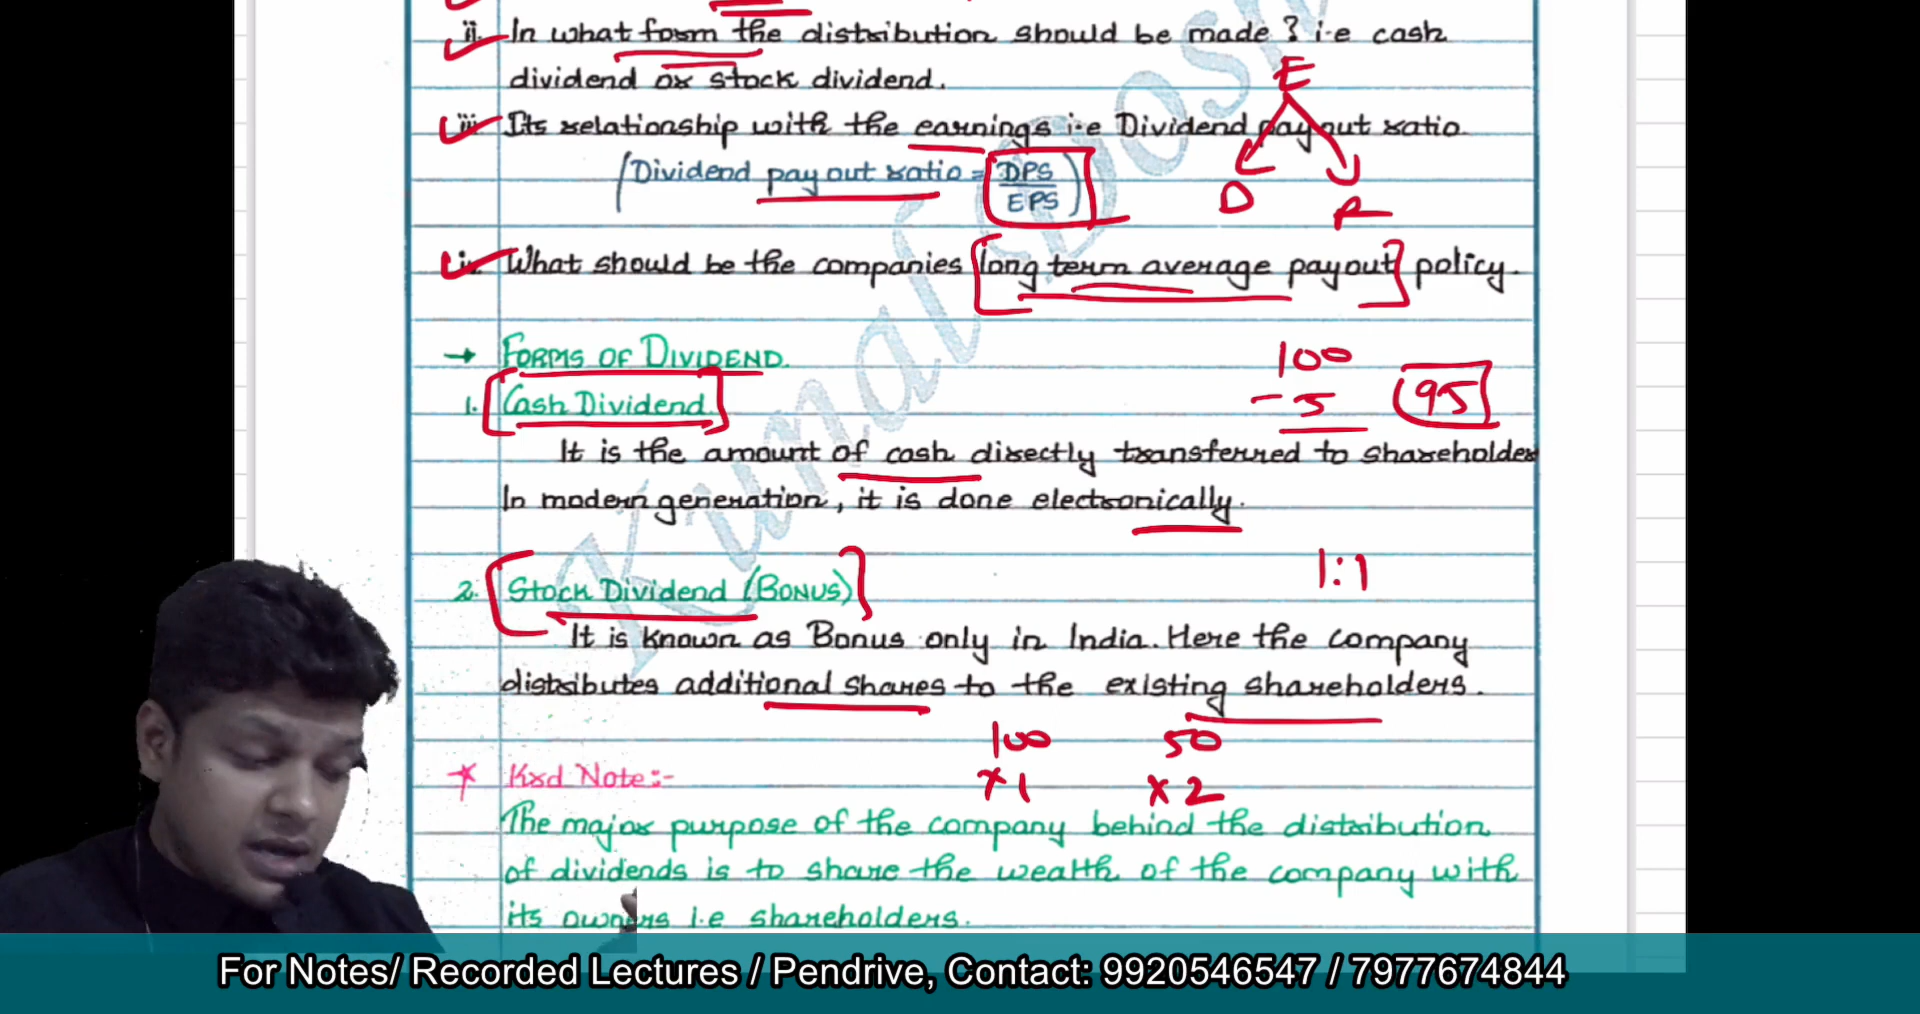 ii. In what form the distribution should be made ? i.e cash
dividend or stock dividend.
E
iii. Its relationship with the earnings i.e Dividend pay out ratio.
(Dividend pay out ratio = DPS
EPS)
D
R
iv. What should be the companies long term average payout policy.
→ FORMS OF DIVIDEND.
100
- 5
95
1. Cash Dividend
It is the amount of cash directly transferred to shareholder
In modern generation, it is done electronically.
1:1
2. STOCK DIVIDEND (BONUS)
It is known as Bonus only in India. Here the company
distributes additional shares to the existing shareholders.
100 50
x 1 x 2
* Kxd Note:-
The major purpose of the company behind the distribution
of dividends is to share the wealth of the company with
its owners i.e shareholders.
Kunal Doshi
For Notes/ Recorded Lectures / Pendrive, Contact: 9920546547 / 7977674844